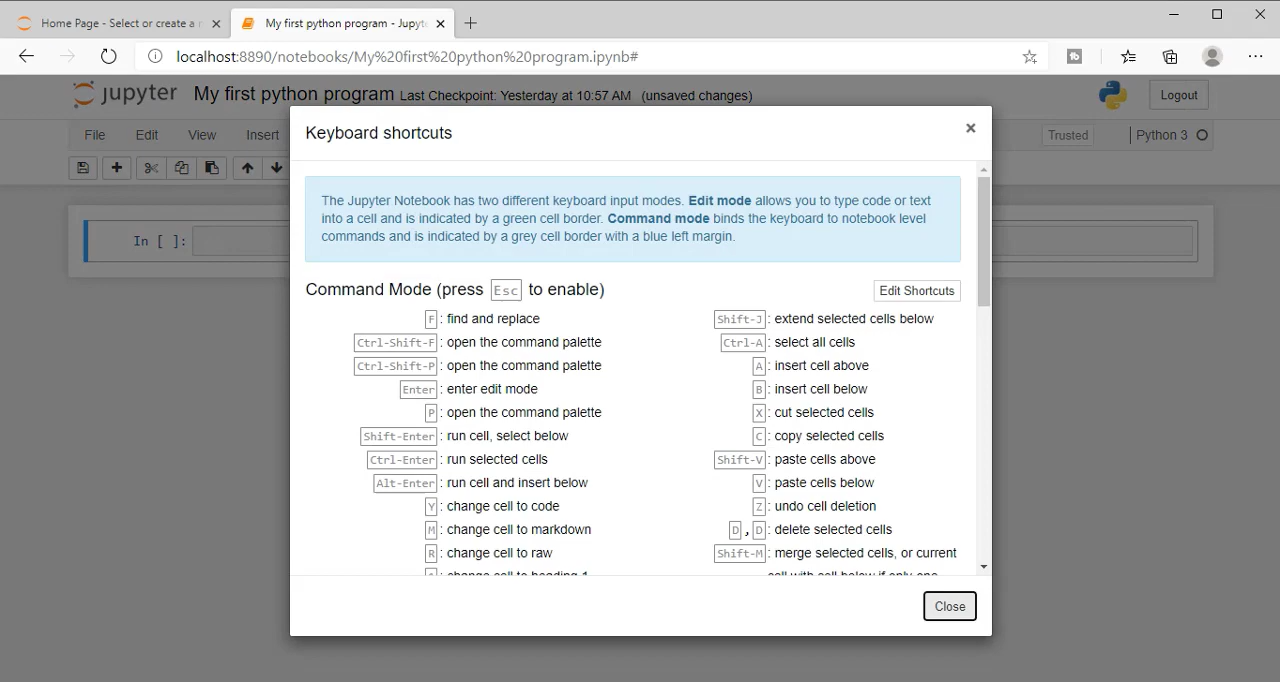 Home Page - Select or create a
My first python program - Jupyt
localhost:8890/notebooks/My%20first%20python%20program.ipynb#
jupyter My first python program Last Checkpoint: Yesterday at 10:57 AM (unsaved changes)
Logout
File Edit View Insert
Trusted
Python 3
In [ ]:
Keyboard shortcuts
The Jupyter Notebook has two different keyboard input modes. Edit mode allows you to type code or text
into a cell and is indicated by a green cell border. Command mode binds the keyboard to notebook level
commands and is indicated by a grey cell border with a blue left margin.
Command Mode (press Esc to enable)
Edit Shortcuts
F : find and replace
Ctrl-Shift-F : open the command palette
Ctrl-Shift-P : open the command palette
Enter : enter edit mode
P : open the command palette
Shift-Enter : run cell, select below
Ctrl-Enter : run selected cells
Alt-Enter : run cell and insert below
Y : change cell to code
M : change cell to markdown
R : change cell to raw
Shift-J : extend selected cells below
Ctrl-A : select all cells
A : insert cell above
B : insert cell below
X : cut selected cells
C : copy selected cells
Shift-V : paste cells above
V : paste cells below
Z : undo cell deletion
D , D : delete selected cells
Shift-M : merge selected cells, or current
Close